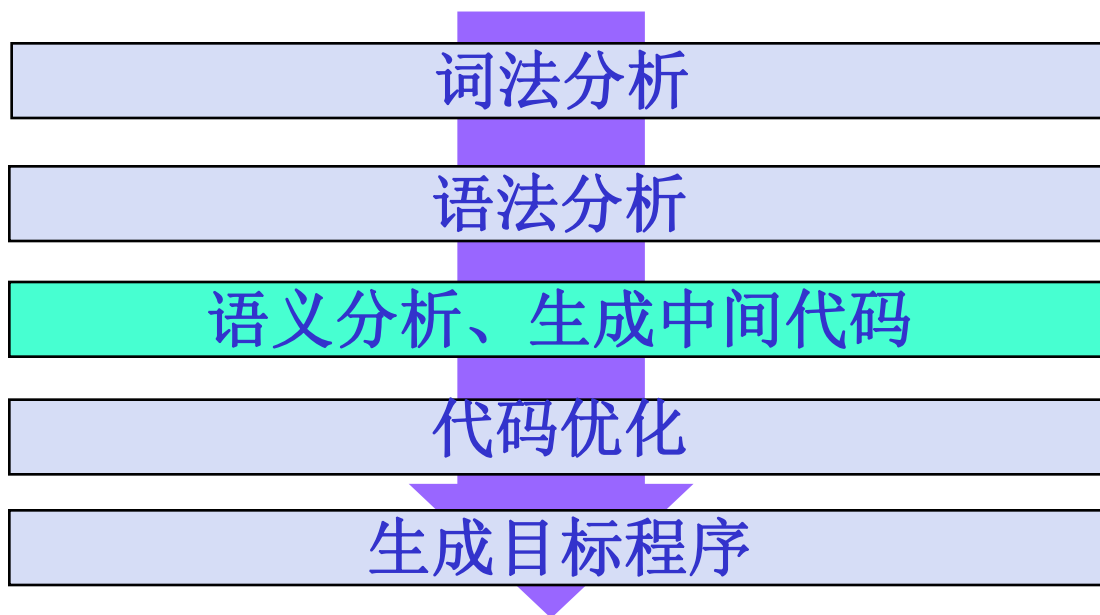 词法分析
语法分析
语义分析、生成中间代码
代码优化
生成目标程序